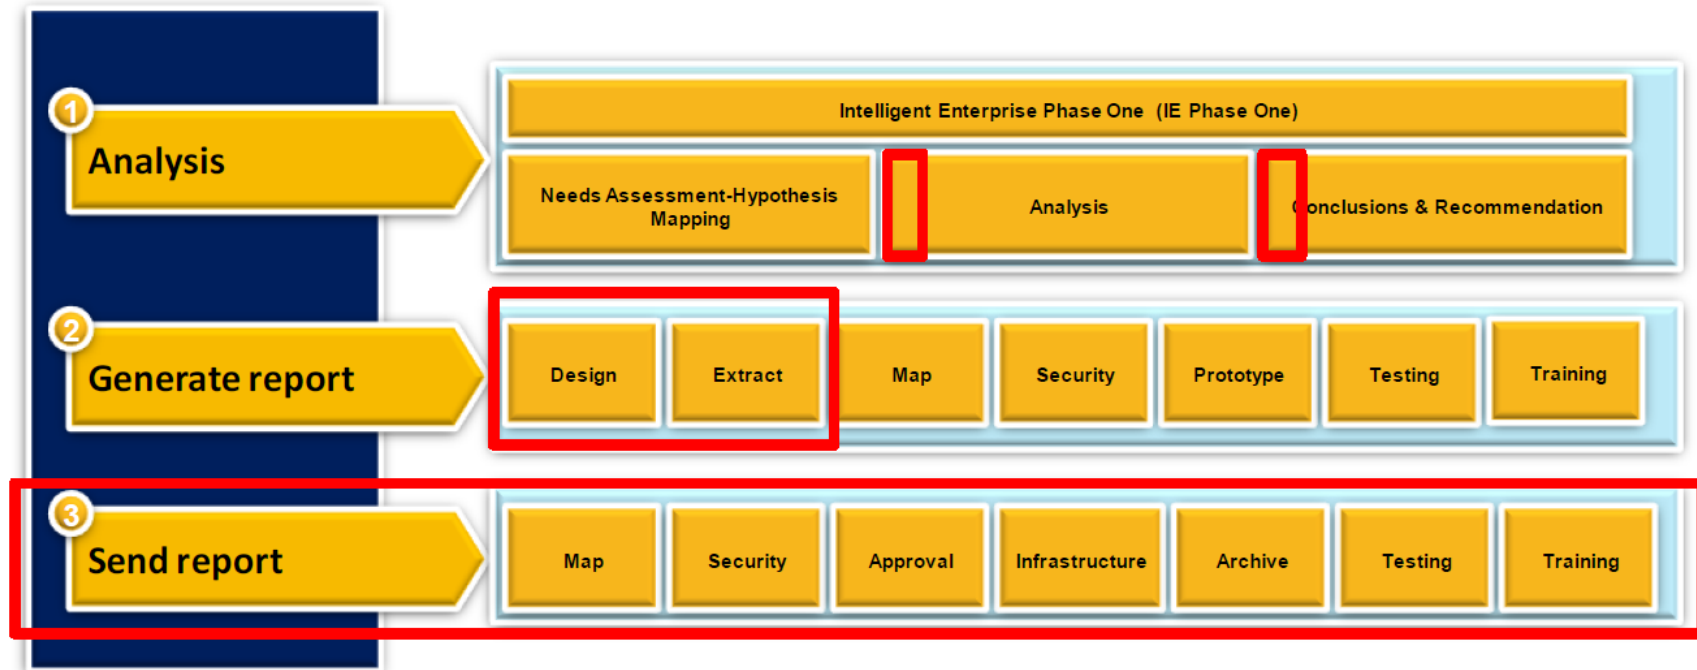 1
Analysis
Intelligent Enterprise Phase One (IE Phase One)
Needs Assessment-Hypothesis
Mapping
Analysis
Conclusions & Recommendation
2
Generate report
Design
Extract
Map
Security
Prototype
Testing
Training
3
Send report
Map
Security
Approval
Infrastructure
Archive
Testing
Training